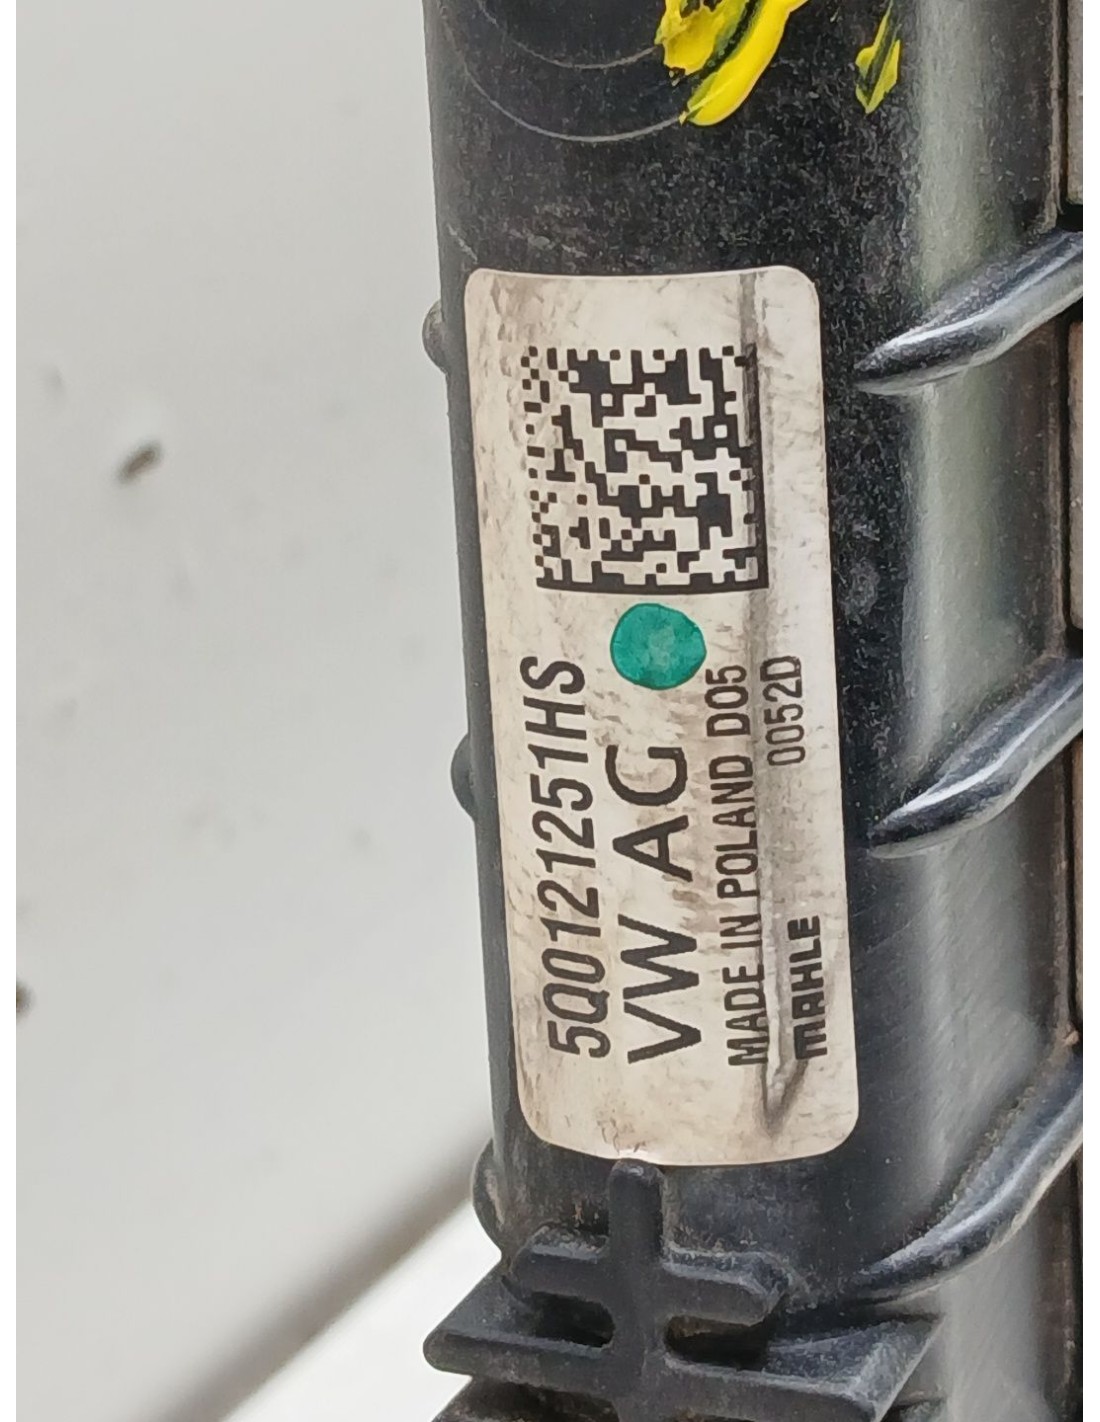 5Q0121251HS
VW AG
MADE IN POLAND D05
MAHLE 0052D